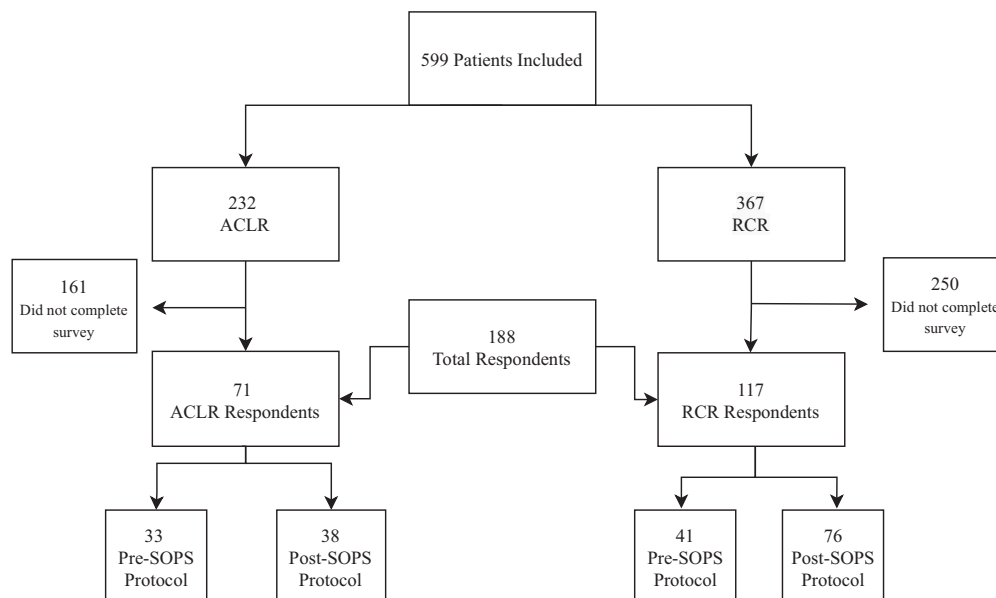 599 Patients Included
232
ACLR
367
RCR
161
Did not complete
survey
250
Did not complete
survey
188
Total Respondents
71
ACLR Respondents
117
RCR Respondents
33
Pre-SOPS
Protocol
38
Post-SOPS
Protocol
41
Pre-SOPS
Protocol
76
Post-SOPS
Protocol